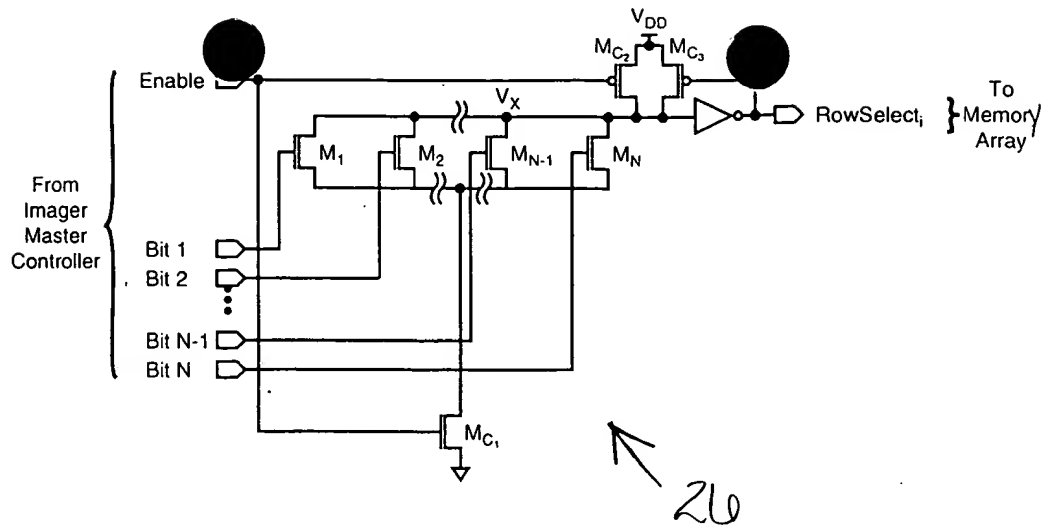 V_DD
M_C2 M_C3
Enable
V_X
RowSelect_i
To Memory Array
M_1 M_2 M_N-1 M_N
From Imager Master Controller
Bit 1
Bit 2
Bit N-1
Bit N
M_C1
26